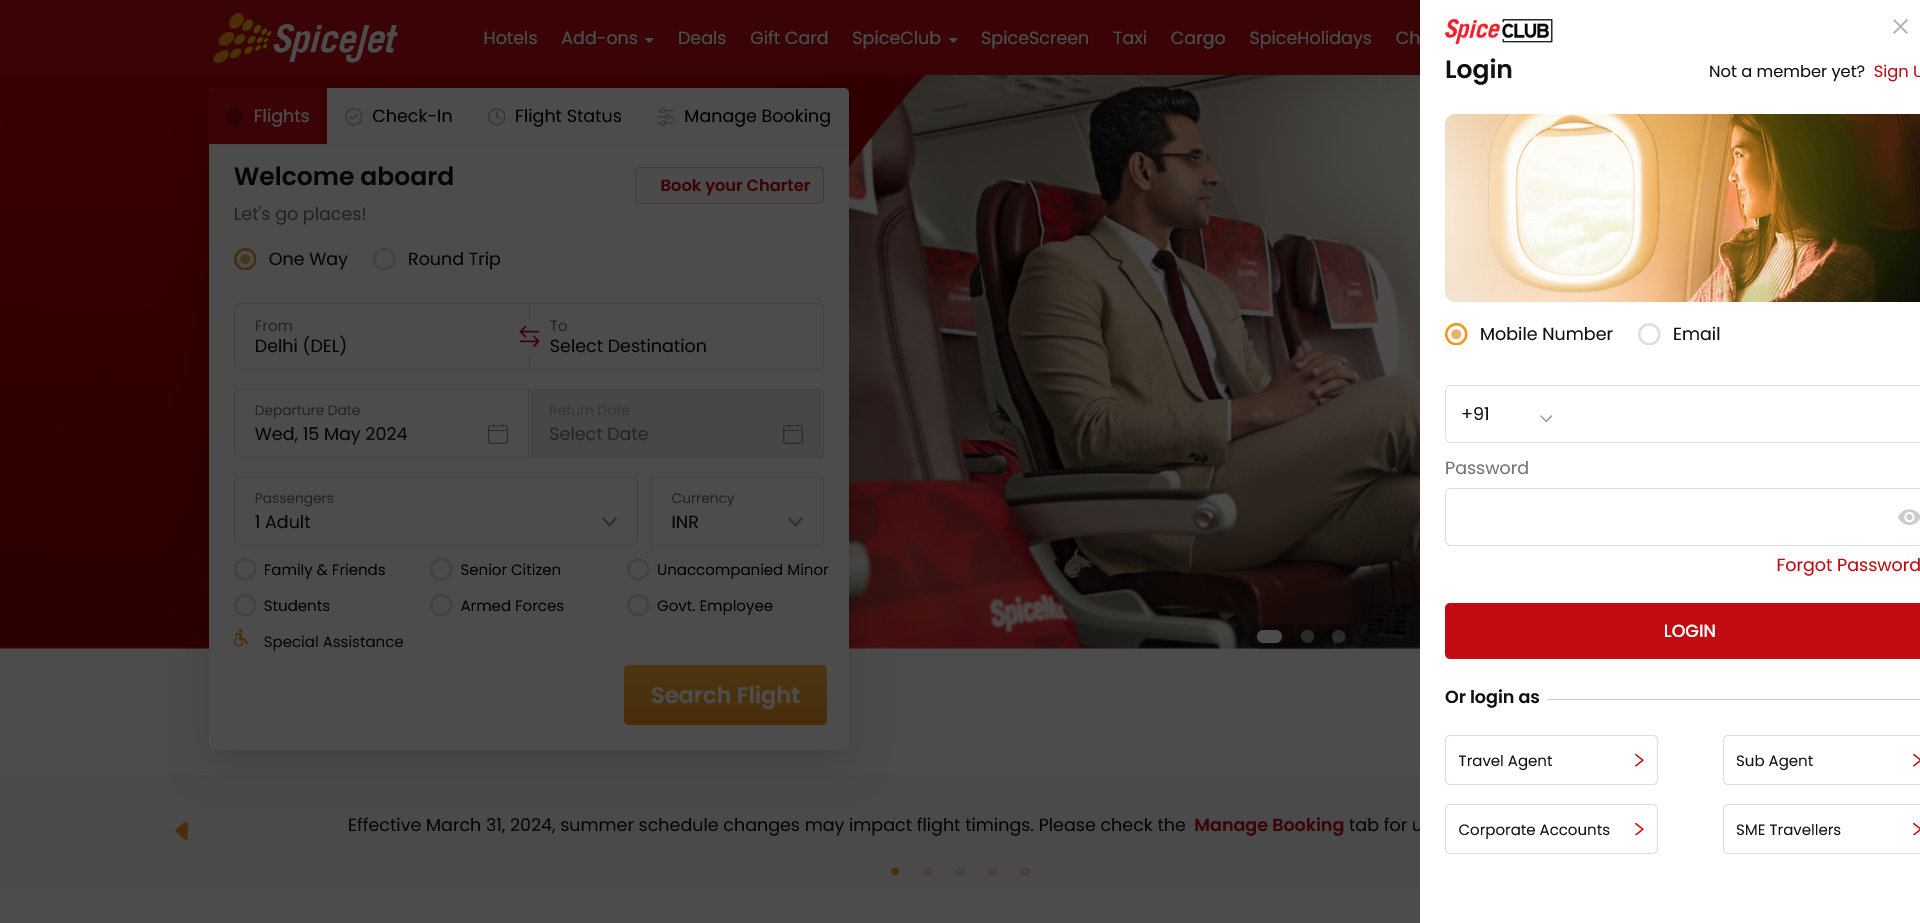 SpiceJet
Hotels Add-ons Deals Gift Card SpiceClub SpiceScreen Taxi Cargo SpiceHolidays Ch
Flights Check-In Flight Status Manage Booking
Welcome aboard
Book your Charter
Let's go places!
One Way Round Trip
From To
Delhi (DEL) Select Destination
Departure Date Return Date
Wed, 15 May 2024 Select Date
Passengers Currency
1 Adult INR
Family & Friends Senior Citizen Unaccompanied Minor
Students Armed Forces Govt. Employee
Special Assistance
Search Flight
Effective March 31, 2024, summer schedule changes may impact flight timings. Please check the Manage Booking tab for u
SpiceCLUB
Login
Not a member yet? Sign U
Mobile Number Email
+91
Password
Forgot Password
LOGIN
Or login as
Travel Agent Sub Agent
Corporate Accounts SME Travellers